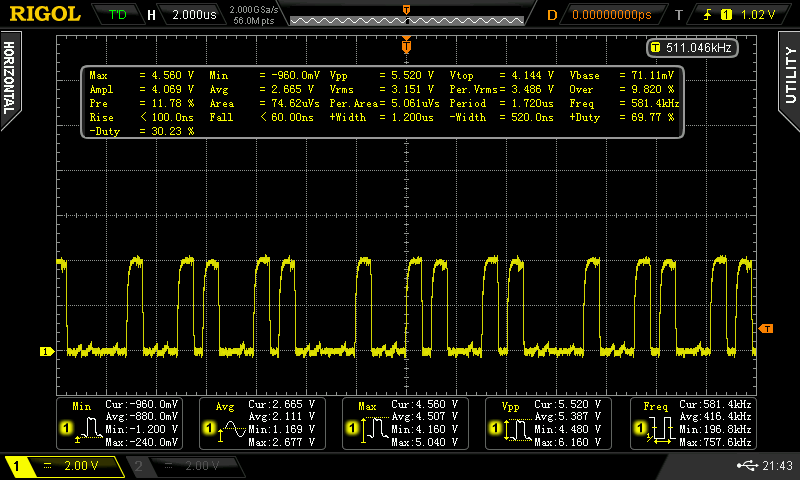 RIGOL T'D H 2.000us 2.000GSa/s 56.0M pts D 0.00000000ps T 1 1.02 V
HORIZONTAL
UTILITY
T
T 511.046kHz
Max = 4.560 V Min = -960.0mV Vpp = 5.520 V Vtop = 4.144 V Vbase = 71.11mV
Ampl = 4.069 V Avg = 2.665 V Vrms = 3.151 V Per.Vrms= 3.486 V Over = 9.820 %
Pre = 11.78 % Area = 74.62uVs Per.Area= 5.061uVs Period = 1.720us Freq = 581.4kHz
Rise < 100.0ns Fall < 60.00ns +Width = 1.200us -Width = 520.0ns +Duty = 69.77 %
-Duty = 30.23 %
T
1
Min
1
Cur:-960.0mV
Avg:-880.0mV
Min:-1.200 V
Max:-240.0mV
Avg
1
Cur:2.665 V
Avg:2.111 V
Min:1.169 V
Max:2.677 V
Max
1
Cur:4.560 V
Avg:4.507 V
Min:4.160 V
Max:5.040 V
Vpp
1
Cur:5.520 V
Avg:5.387 V
Min:4.480 V
Max:6.160 V
Freq
1
Cur:581.4kHz
Avg:416.4kHz
Min:196.8kHz
Max:757.6kHz
1 2.00 V 2 2.00 V 21:43